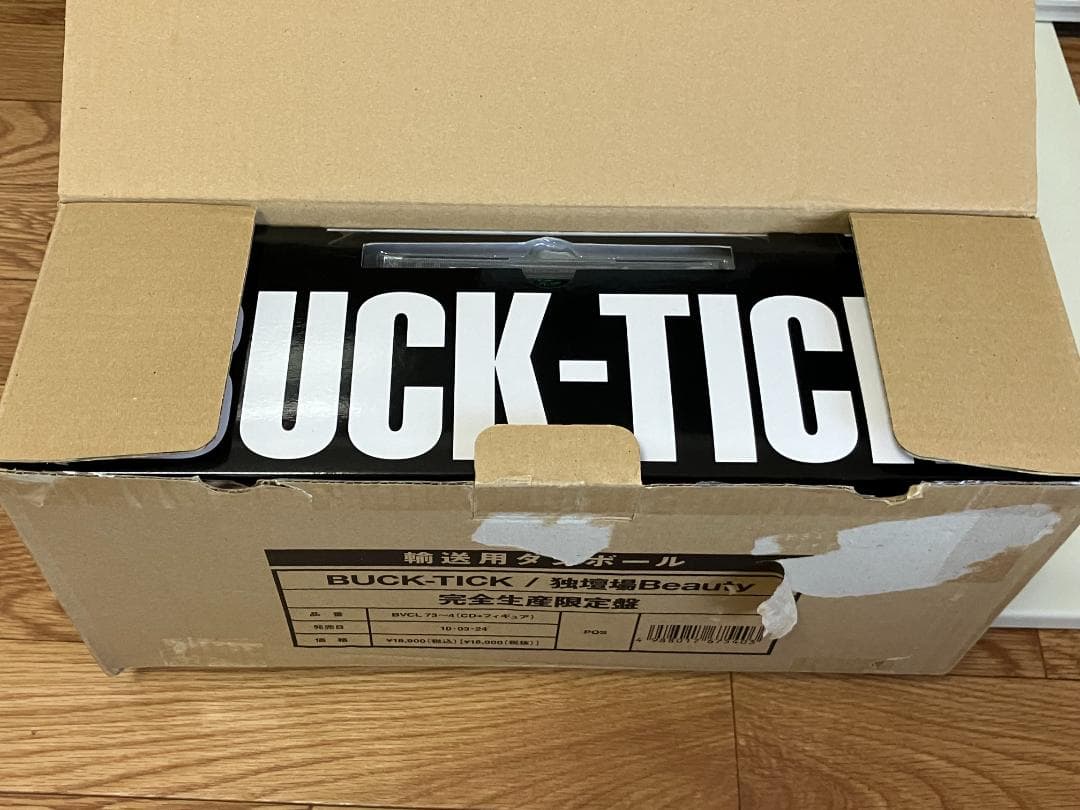 BUCK-TICK
輸送用ダンボール
BUCK-TICK / 独壇場Beauty
完全生産限定盤
品 番 BVCL 73~4(CD+フィギュア)
発売日 10・03・24
価 格 ¥18,900(税込)[¥18,000(税抜)]
POS